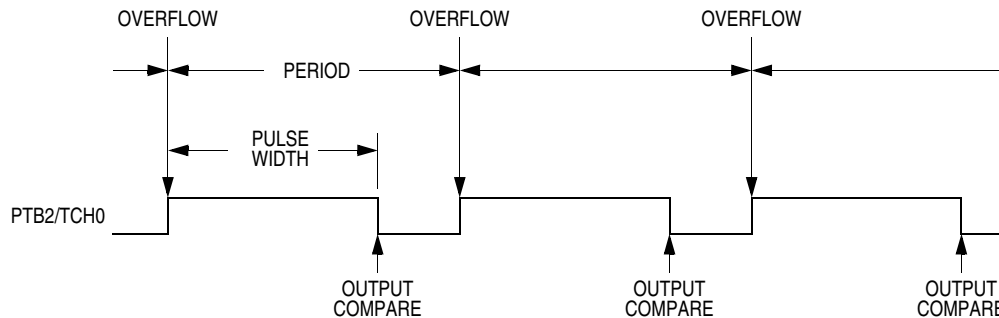 OVERFLOW
OVERFLOW
OVERFLOW
PERIOD
PULSE
WIDTH
PTB2/TCH0
OUTPUT
COMPARE
OUTPUT
COMPARE
OUTPUT
COMPARE